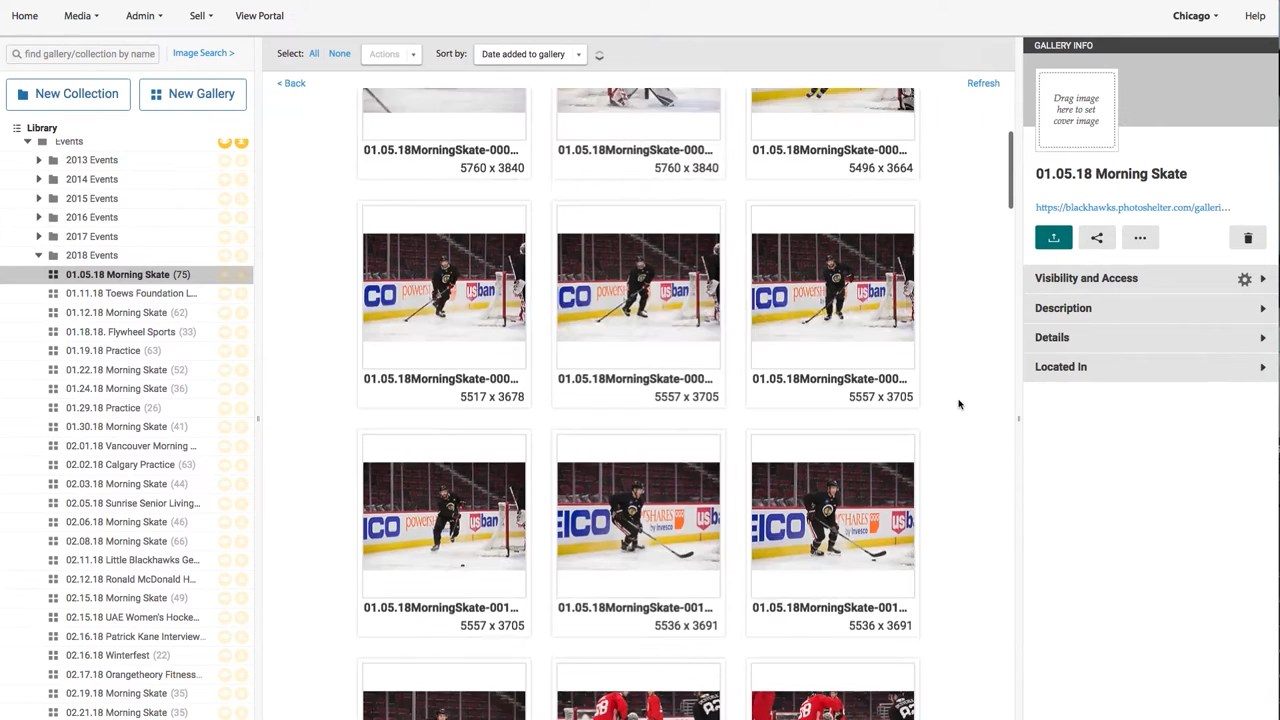 Home Media Admin Sell View Portal Chicago Help
find gallery/collection by name Image Search >
New Collection New Gallery
Library
Events
2013 Events
2014 Events
2015 Events
2016 Events
2017 Events
2018 Events
01.05.18 Morning Skate (75)
01.11.18 Toews Foundation L...
01.12.18 Morning Skate (62)
01.18.18. Flywheel Sports (33)
01.19.18 Practice (63)
01.22.18 Morning Skate (52)
01.24.18 Morning Skate (36)
01.29.18 Practice (26)
01.30.18 Morning Skate (41)
02.01.18 Vancouver Morning ...
02.02.18 Calgary Practice (63)
02.03.18 Morning Skate (44)
02.05.18 Sunrise Senior Living...
02.06.18 Morning Skate (46)
02.08.18 Morning Skate (66)
02.11.18 Little Blackhawks Ge...
02.12.18 Ronald McDonald H...
02.15.18 Morning Skate (49)
02.15.18 UAE Women's Hocke...
02.16.18 Patrick Kane Interview...
02.16.18 Winterfest (22)
02.17.18 Orangetheory Fitness...
02.19.18 Morning Skate (35)
02.21.18 Morning Skate (35)
Select: All None Actions Sort by: Date added to gallery
< Back Refresh
01.05.18MorningSkate-000... 01.05.18MorningSkate-000... 01.05.18MorningSkate-000...
5760 x 3840 5760 x 3840 5496 x 3664
01.05.18MorningSkate-000... 01.05.18MorningSkate-000... 01.05.18MorningSkate-000...
5517 x 3678 5557 x 3705 5557 x 3705
01.05.18MorningSkate-001... 01.05.18MorningSkate-001... 01.05.18MorningSkate-001...
5557 x 3705 5536 x 3691 5536 x 3691
GALLERY INFO
Drag image
here to set
cover image
01.05.18 Morning Skate
https://blackhawks.photoshelter.com/galleri...
Visibility and Access
Description
Details
Located In